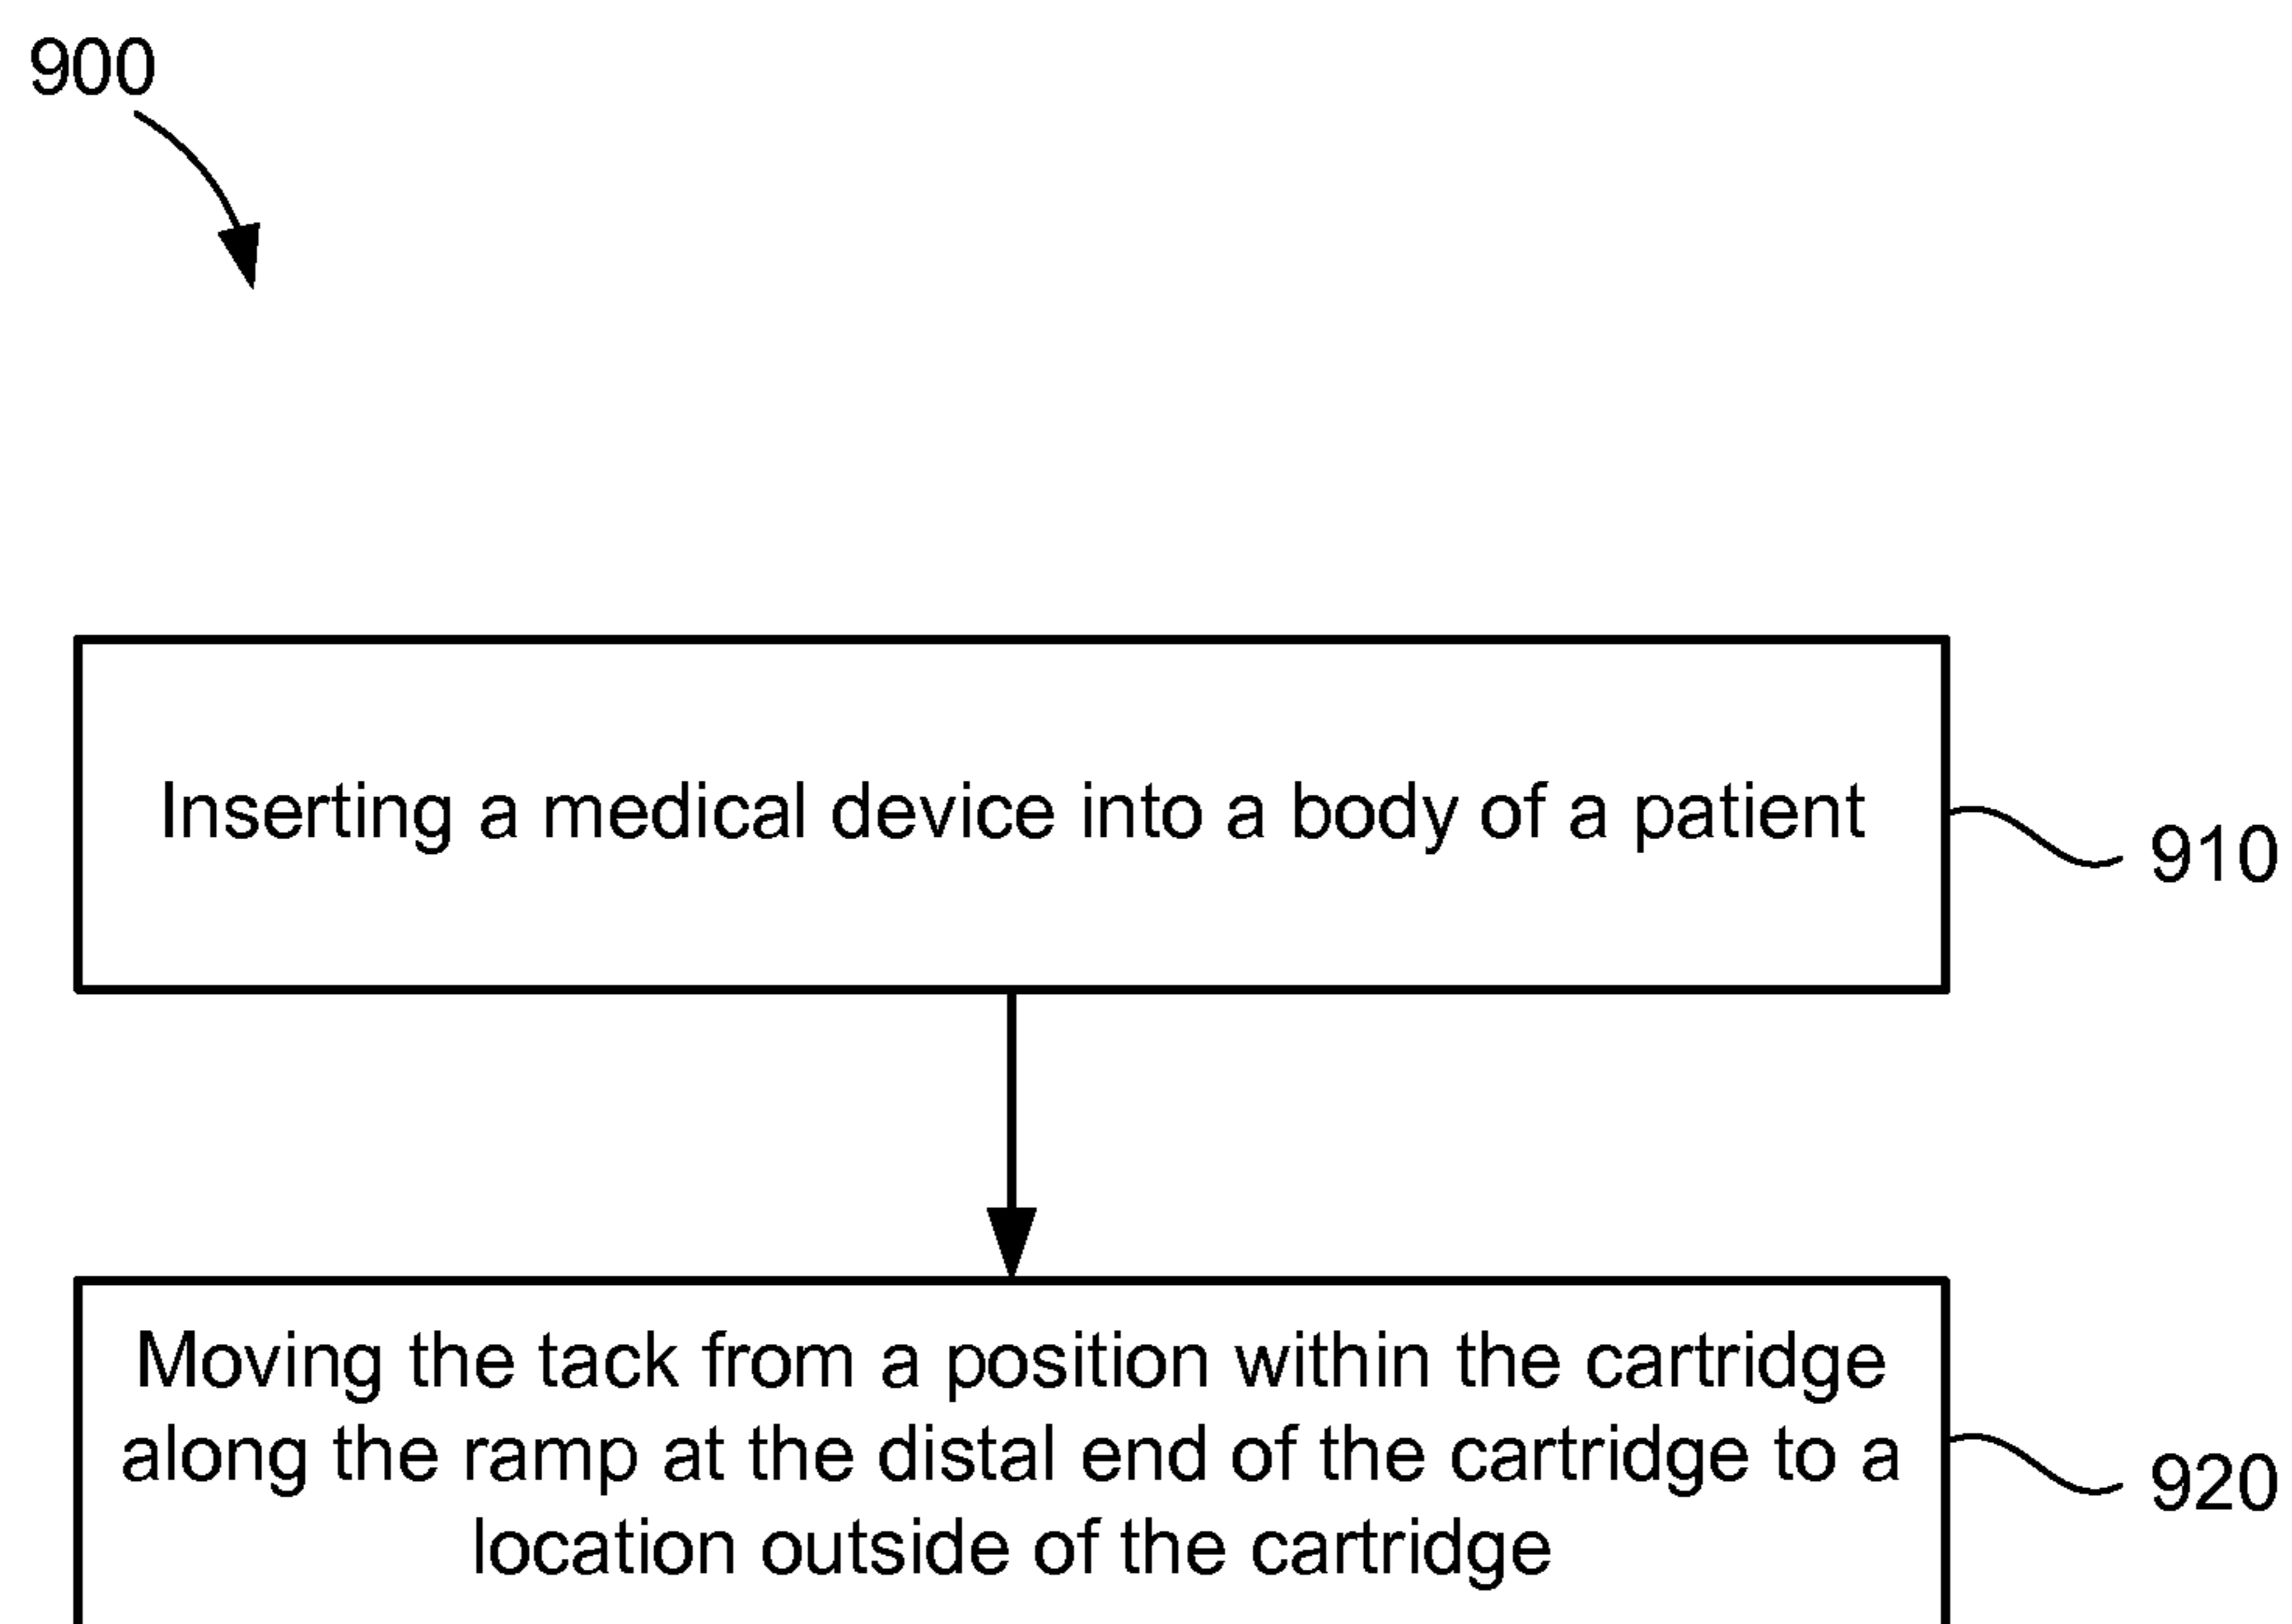 900
Inserting a medical device into a body of a patient
910
Moving the tack from a position within the cartridge
along the ramp at the distal end of the cartridge to a
location outside of the cartridge
920